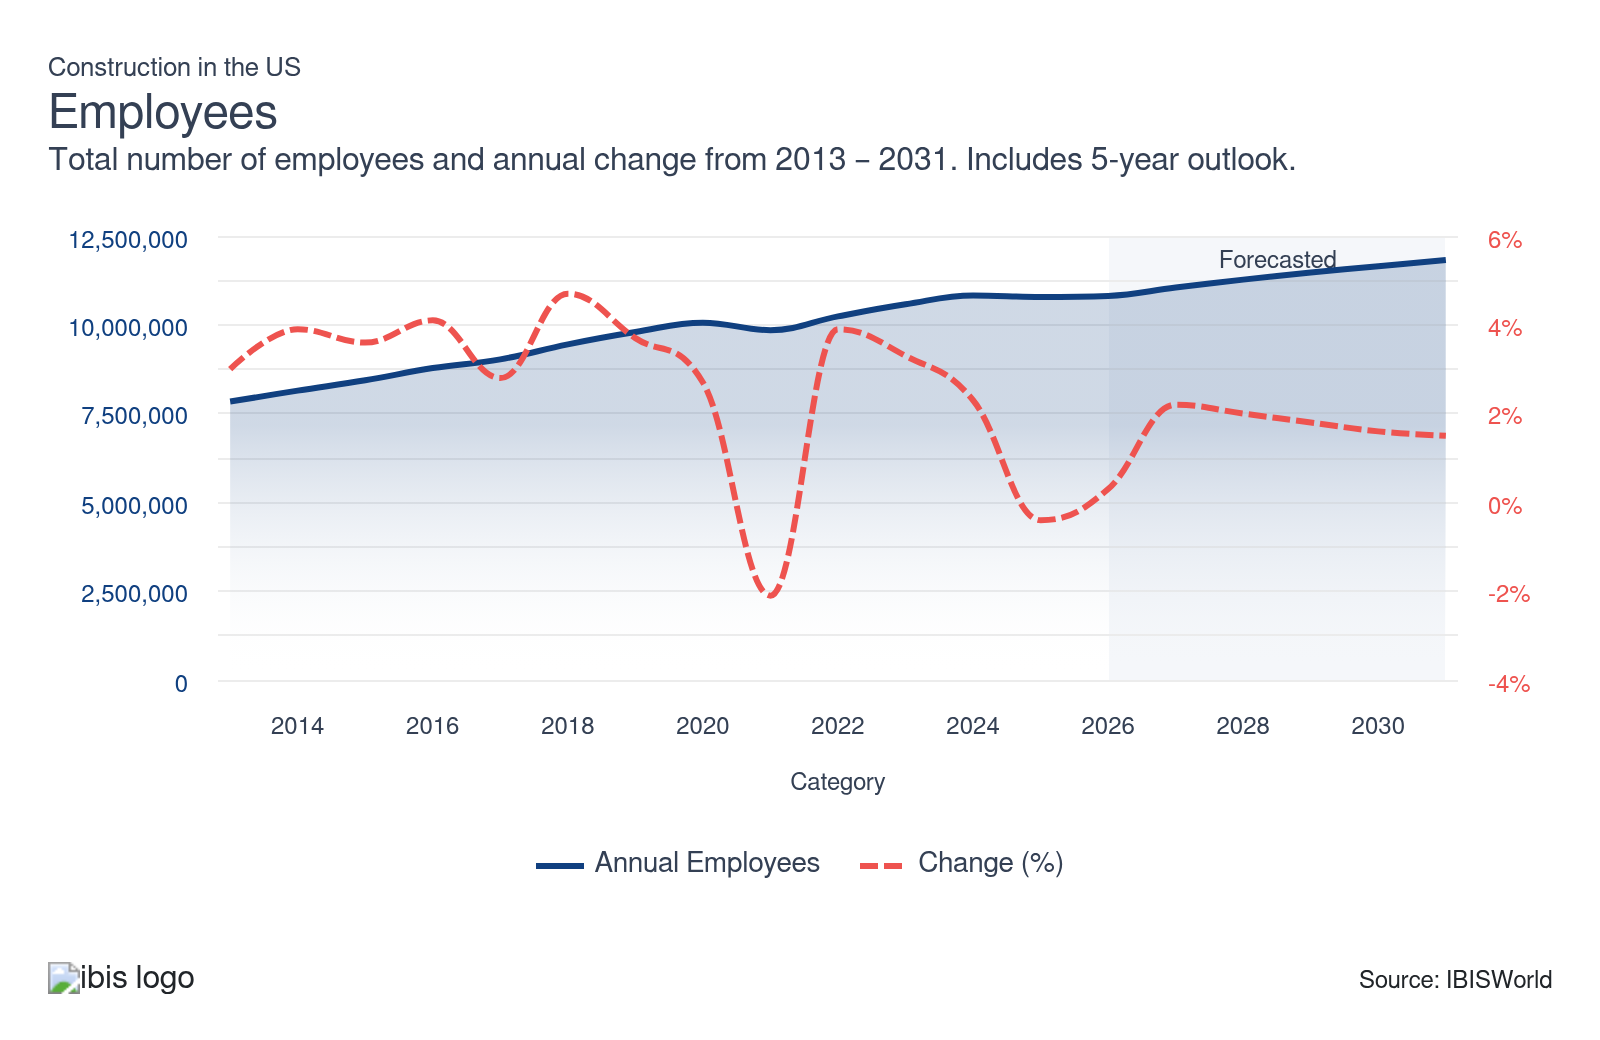 Construction in the US
Employees
Total number of employees and annual change from 2013 – 2031. Includes 5-year outlook.
12,500,000
10,000,000
7,500,000
5,000,000
2,500,000
0
Forecasted
6%
4%
2%
0%
-2%
-4%
2014 2016 2018 2020 2022 2024 2026 2028 2030
Category
Annual Employees Change (%)
ibis logo
Source: IBISWorld